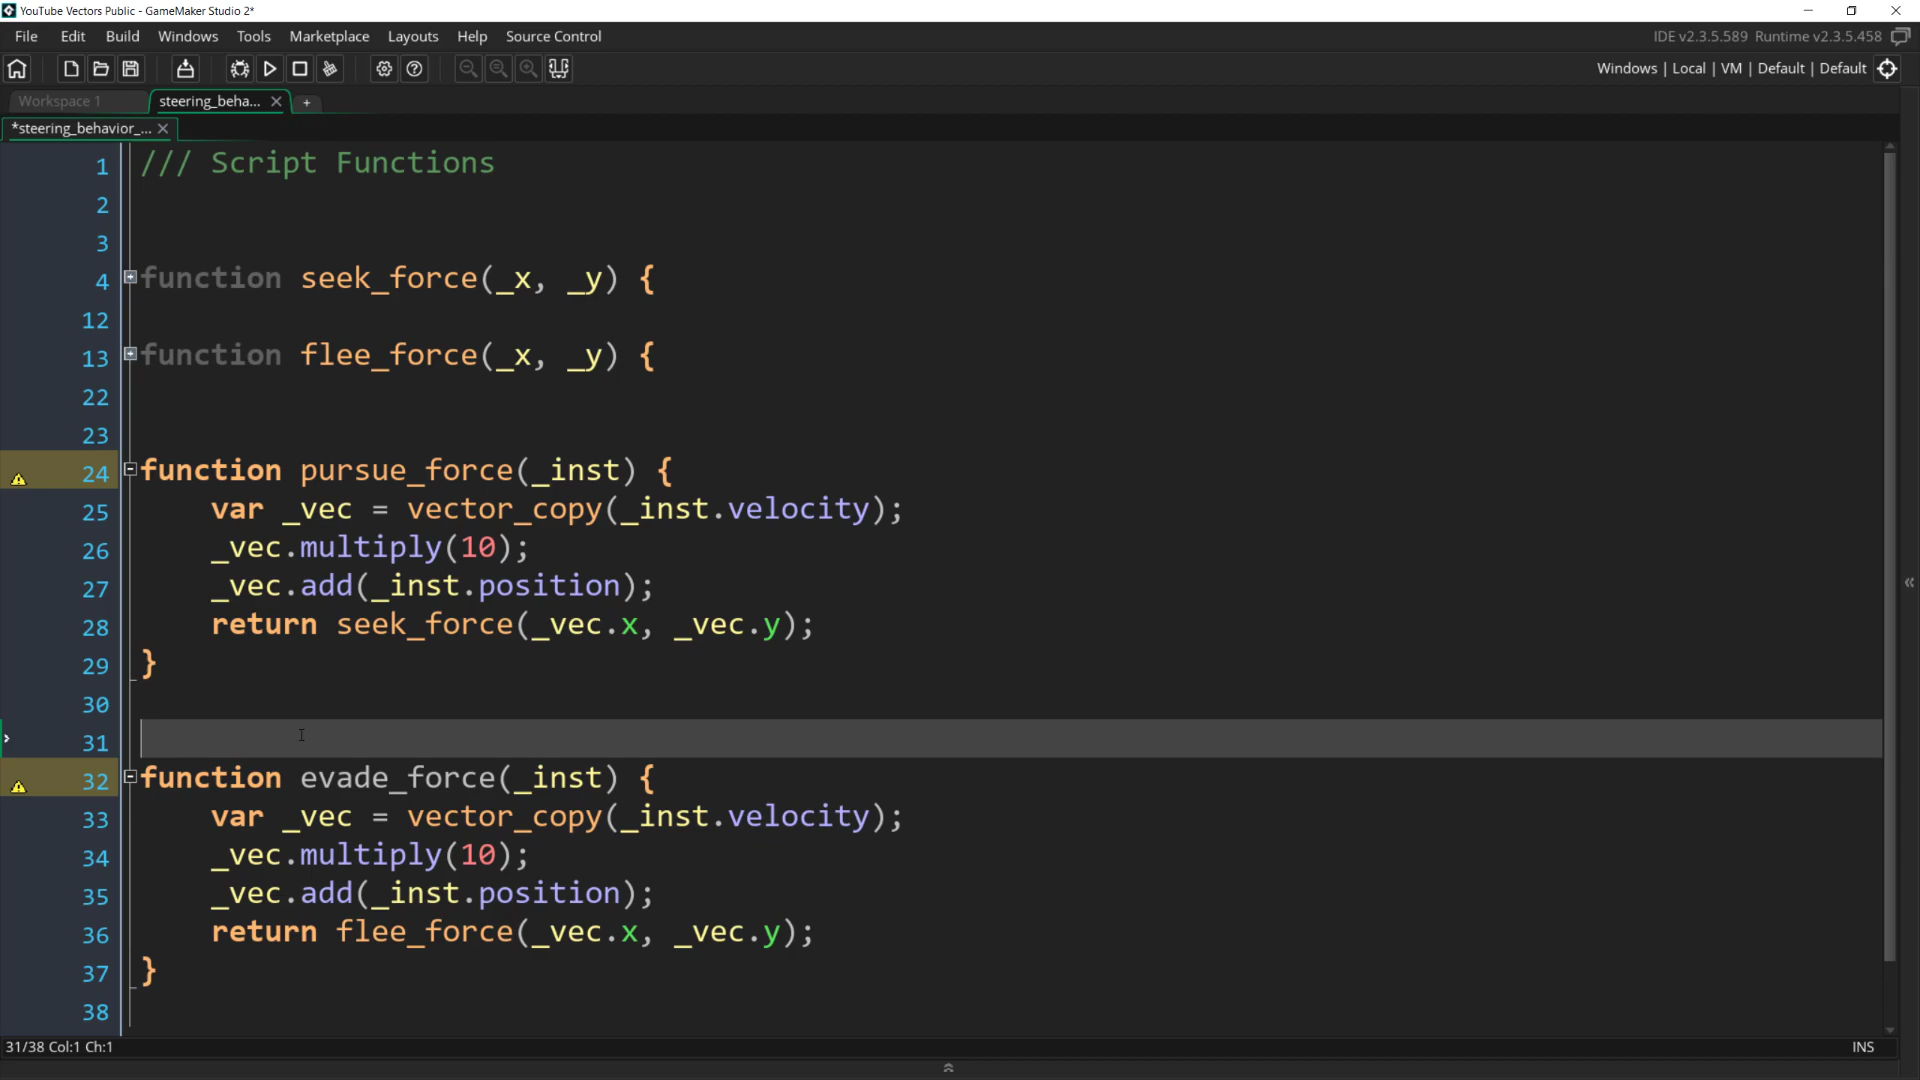 YouTube Vectors Public - GameMaker Studio 2*
File Edit Build Windows Tools Marketplace Layouts Help Source Control
IDE v2.3.5.589 Runtime v2.3.5.458
Windows | Local | VM | Default | Default
Workspace 1 steering_beha... +
*steering_behavior_...
1 /// Script Functions
2
3
4 function seek_force(_x, _y) {
12
13 function flee_force(_x, _y) {
22
23
24 function pursue_force(_inst) {
25 var _vec = vector_copy(_inst.velocity);
26 _vec.multiply(10);
27 _vec.add(_inst.position);
28 return seek_force(_vec.x, _vec.y);
29 }
30
31
32 function evade_force(_inst) {
33 var _vec = vector_copy(_inst.velocity);
34 _vec.multiply(10);
35 _vec.add(_inst.position);
36 return flee_force(_vec.x, _vec.y);
37 }
38
31/38 Col:1 Ch:1
INS